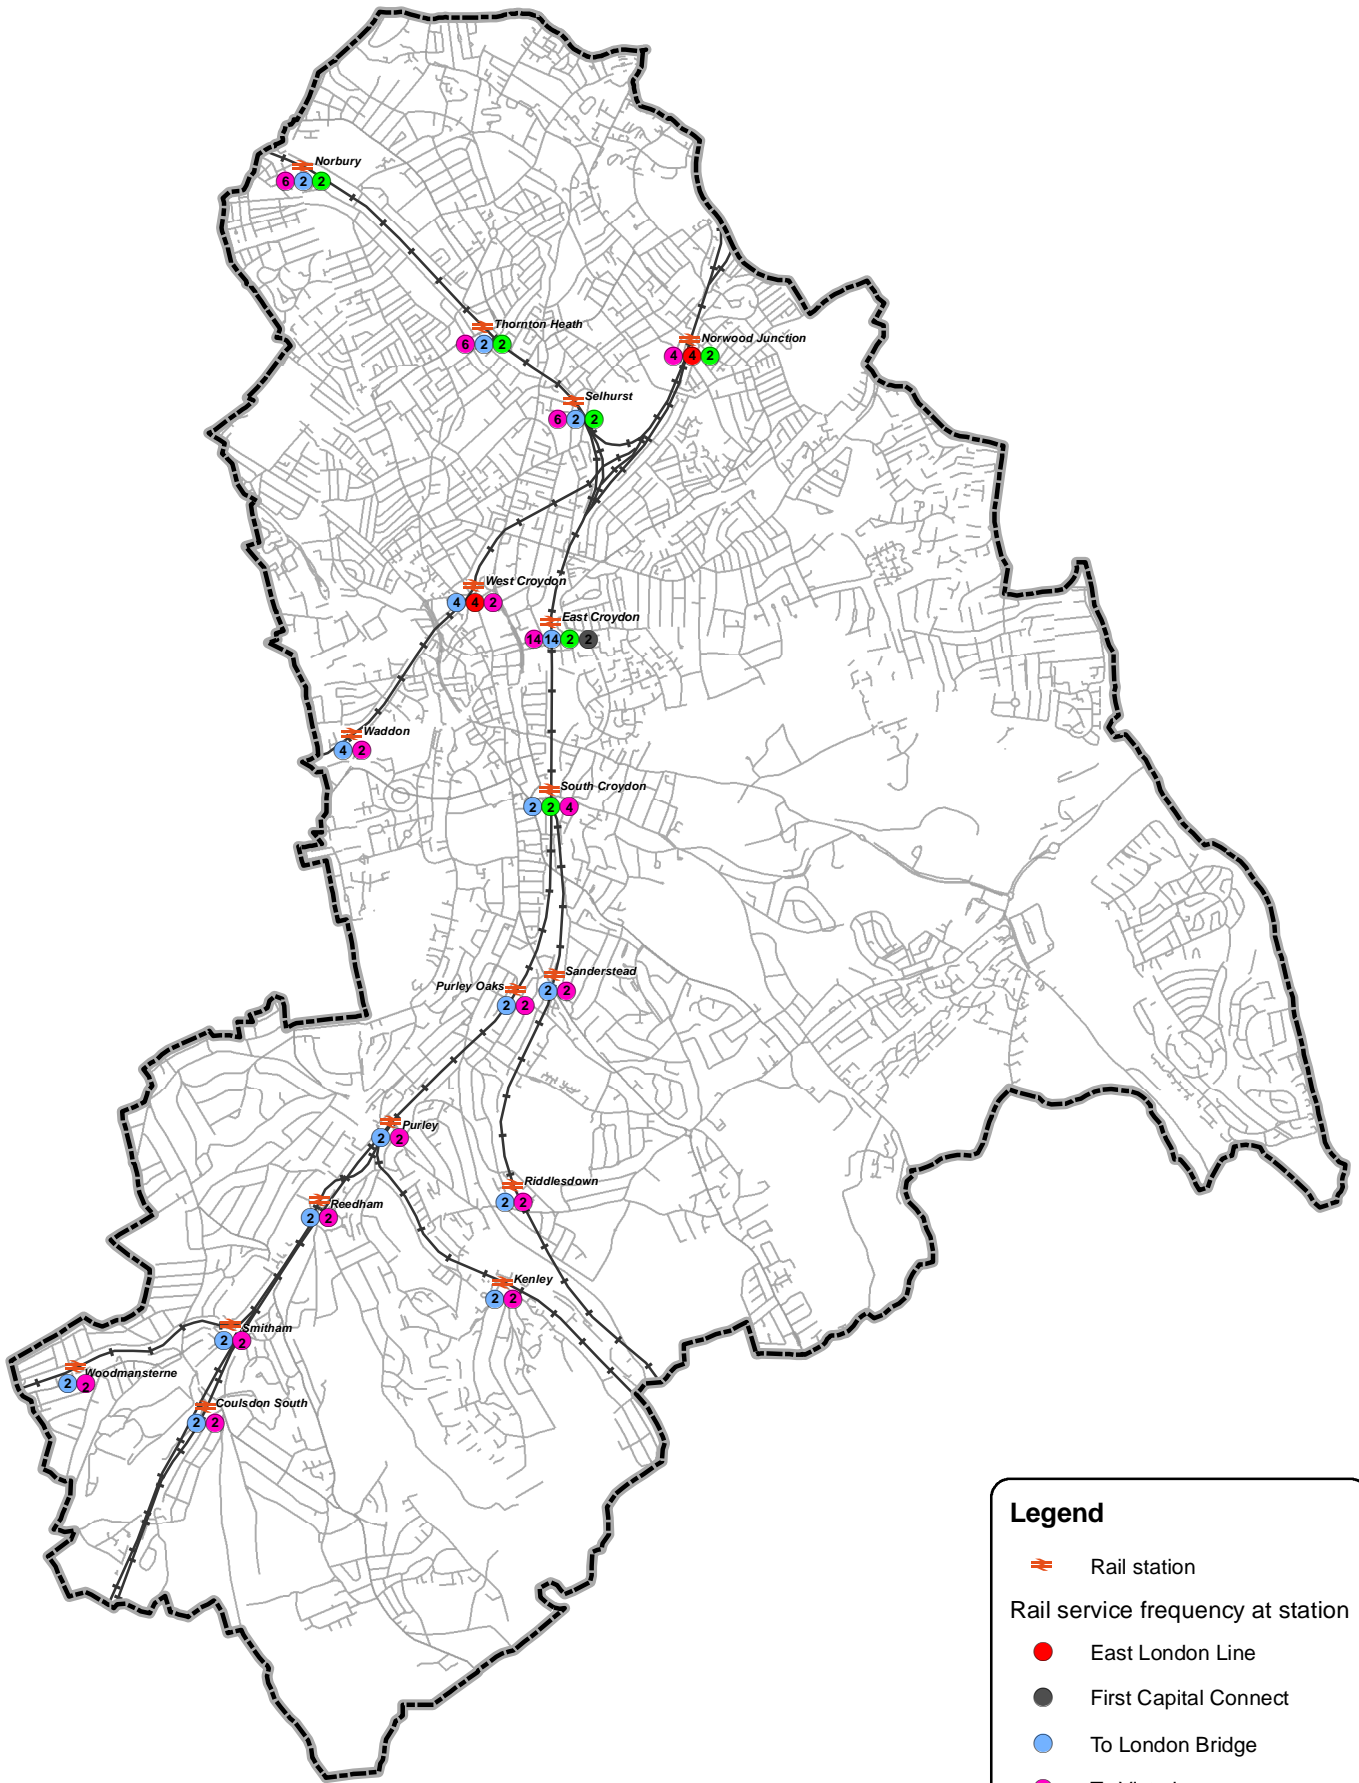 Norbury
6 2 2
Thornton Heath
6 2 2
Norwood Junction
4 4 2
Selhurst
6 2 2
West Croydon
4 4 2
East Croydon
14 14 2 2
Waddon
4 2
South Croydon
2 2 4
Sanderstead
2 2
Purley Oaks
2 2
Purley
2 2
Riddlesdown
2 2
Reedham
2 2
Kenley
2 2
Smitham
2 2
Woodmansterne
2 2
Coulsdon South
2 2
Legend
Rail station
Rail service frequency at station
East London Line
First Capital Connect
To London Bridge